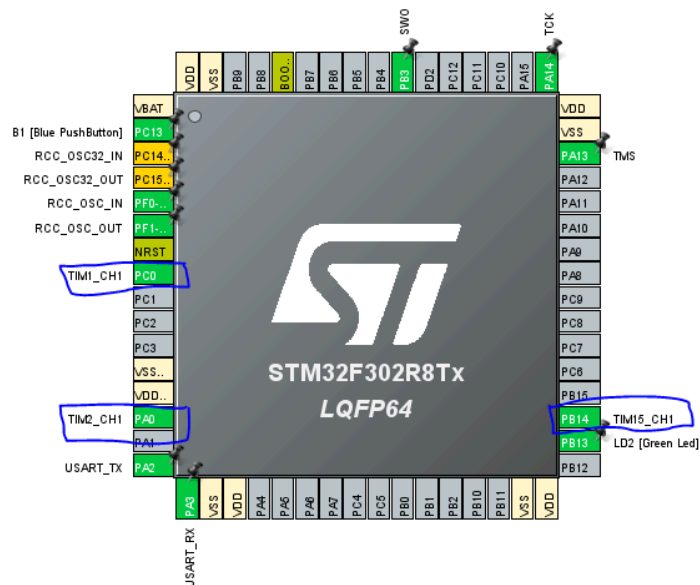 SWO
TCK
VDD
VSS
PB9
PB8
BOO..
PB7
PB6
PB5
PB4
PB3
PD2
PC12
PC11
PC10
PA15
PA14
VBAT
VDD
B1 [Blue PushButton] PC13
VSS
RCC_OSC32_IN PC14..
PA13 TMS
RCC_OSC32_OUT PC15..
PA12
RCC_OSC_IN PF0-..
PA11
RCC_OSC_OUT PF1-..
PA10
NRST
PA9
TIM1_CH1 PC0
PA8
PC1
PC9
PC2
PC8
PC3
PC7
VSS..
PC6
VDD..
PB15
TIM2_CH1 PA0
PB14 TIM15_CH1
PA1
PB13 LD2 [Green Led]
USART_TX PA2
PB12
STM32F302R8Tx
LQFP64
PA3
VSS
VDD
PA4
PA5
PA6
PA7
PC4
PC5
PB0
PB1
PB2
PB10
PB11
VSS
VDD
USART_RX